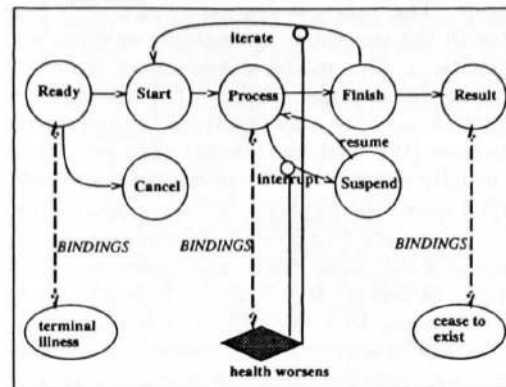 iterate
Ready
Start
Process
Finish
Result
resume
Cancel
interrupt
Suspend
BINDINGS
BINDINGS
BINDINGS
terminal
illness
cease to
exist
health worsens